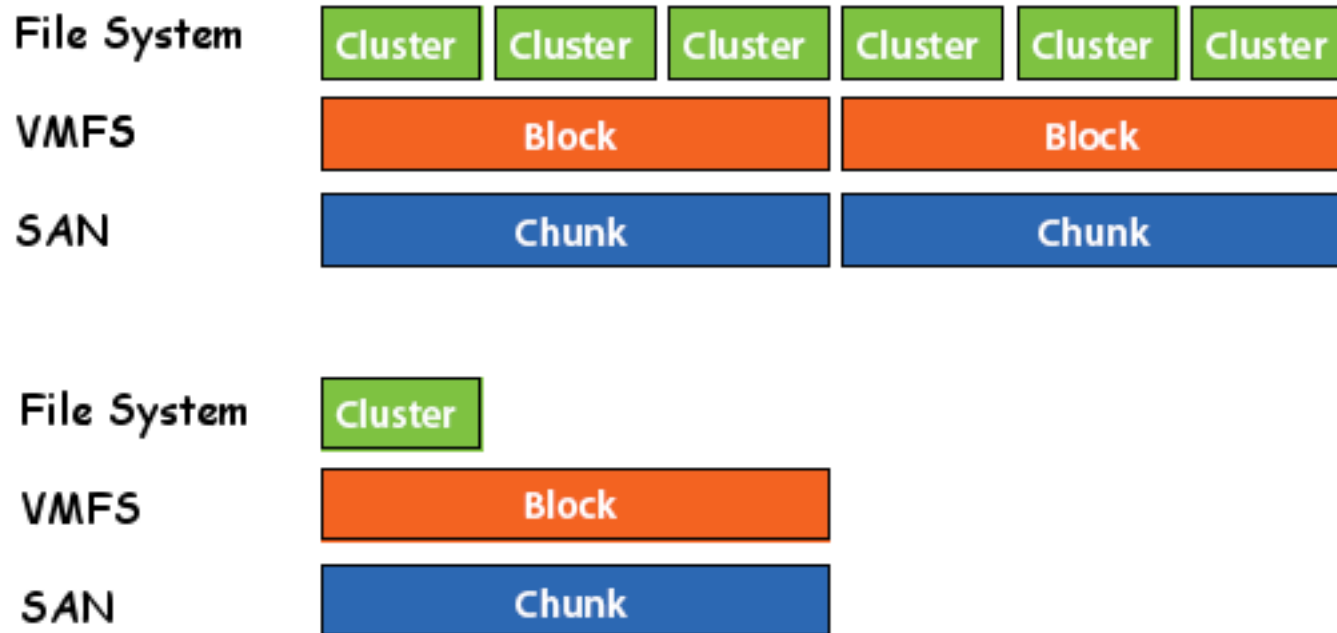 File System Cluster Cluster Cluster Cluster Cluster Cluster
VMFS Block Block
SAN Chunk Chunk
File System Cluster
VMFS Block
SAN Chunk